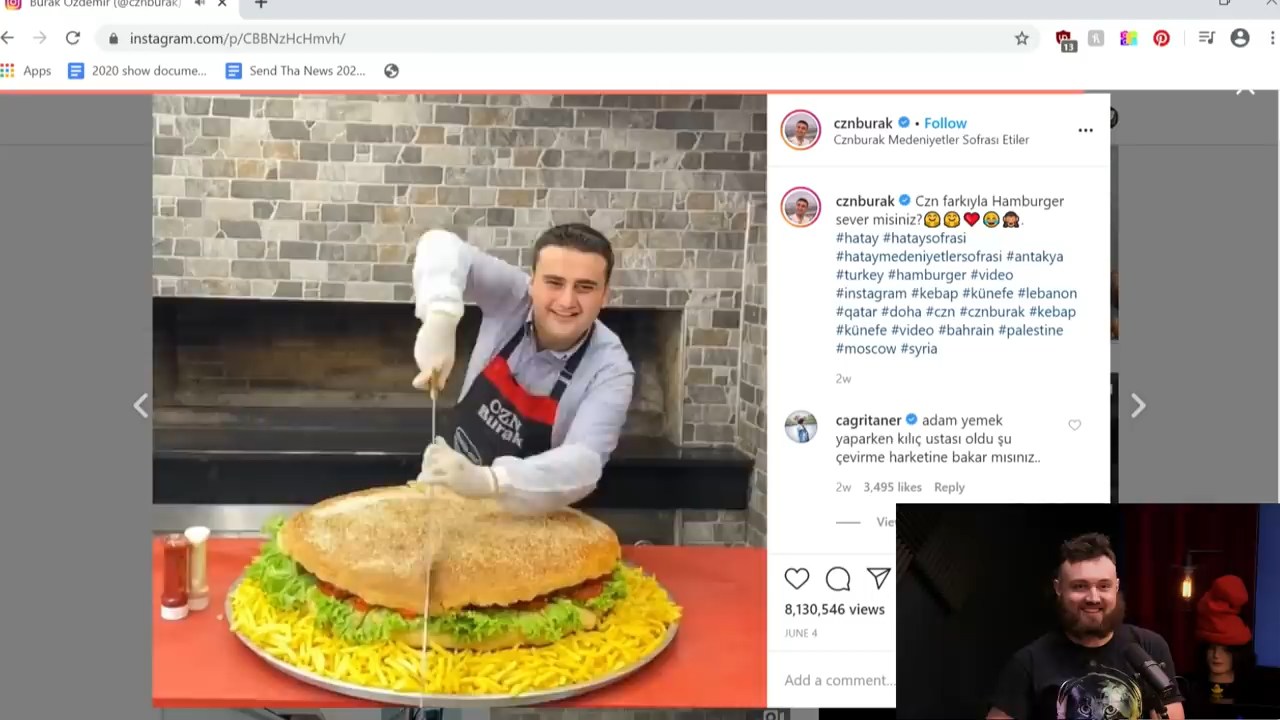 Burak Özdemir (@cznburak)
instagram.com/p/CBBNzHcHmvh/
13
Apps
2020 show docume...
Send Tha News 202...
cznburak • Follow
Cznburak Medeniyetler Sofrası Etiler
cznburak Czn farkıyla Hamburger
sever misiniz?🤗🤗❤️😂🙈.
#hatay #hataysofrasi
#hataymedeniyetlersofrasi #antakya
#turkey #hamburger #video
#instagram #kebap #künefe #lebanon
#qatar #doha #czn #cznburak #kebap
#künefe #video #bahrain #palestine
#moscow #syria
2w
cagritaner adam yemek
yaparken kılıç ustası oldu şu
çevirme harketine bakar mısınız..
2w 3,495 likes Reply
Vie
8,130,546 views
JUNE 4
Add a comment...
CZN
Burak